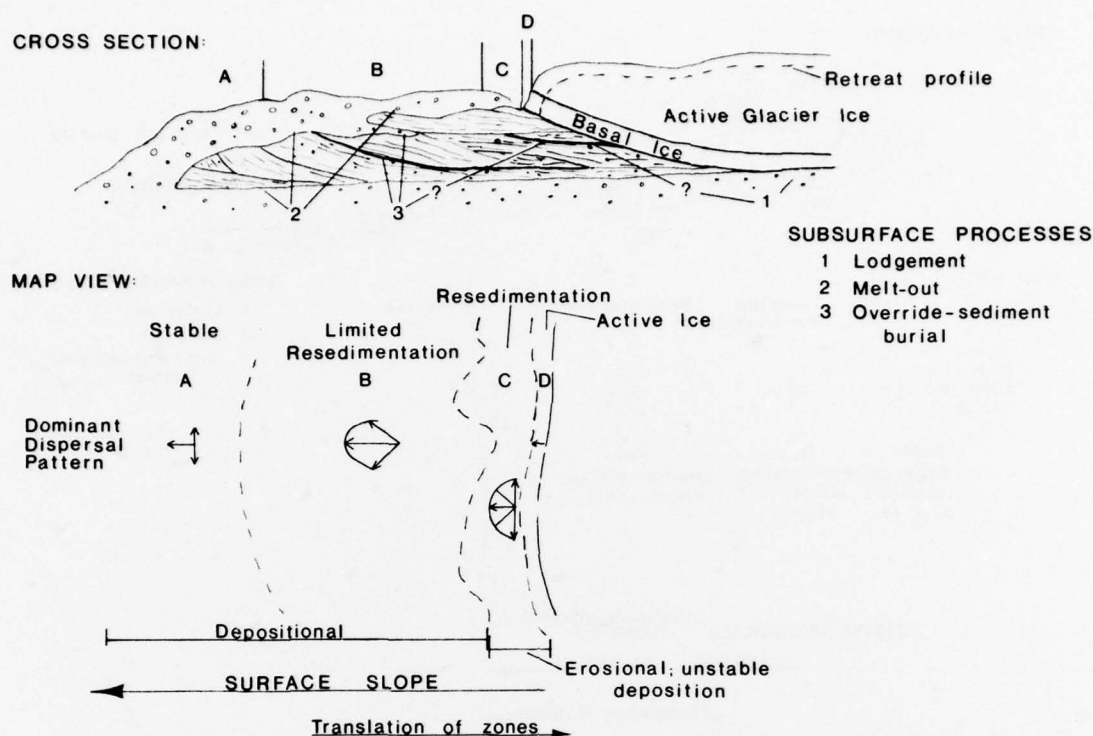 D
CROSS SECTION:
A
B
C
Retreat profile
Active Glacier Ice
Basal Ice
2
3
?
?
1
SUBSURFACE PROCESSES
1 Lodgement
2 Melt-out
3 Override-sediment
burial
MAP VIEW:
Resedimentation
Active Ice
Stable
Limited
Resedimentation
A
B
C
D
Dominant
Dispersal
Pattern
Depositional
Erosional; unstable
deposition
SURFACE SLOPE
Translation of zones